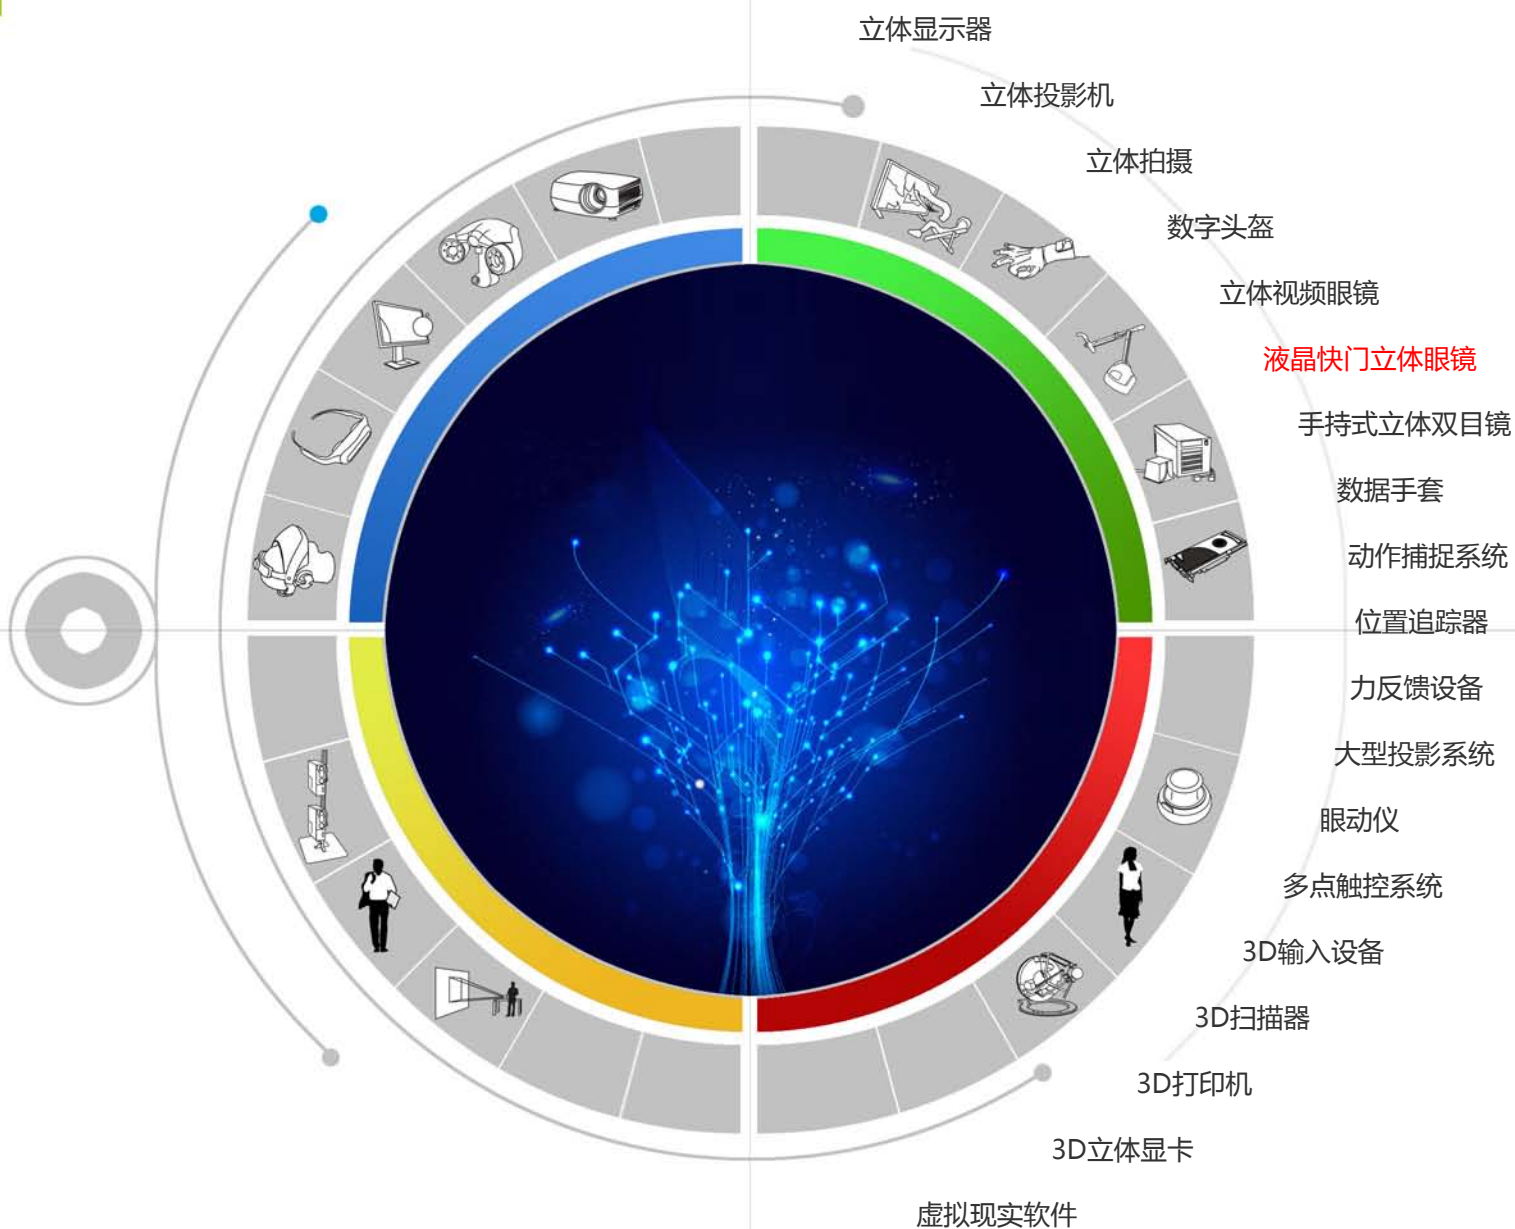 立体显示器
立体投影机
立体拍摄
数字头盔
立体视频眼镜
液晶快门立体眼镜
手持式立体双目镜
数据手套
动作捕捉系统
位置追踪器
力反馈设备
大型投影系统
眼动仪
多点触控系统
3D输入设备
3D扫描器
3D打印机
3D立体显卡
虚拟现实软件